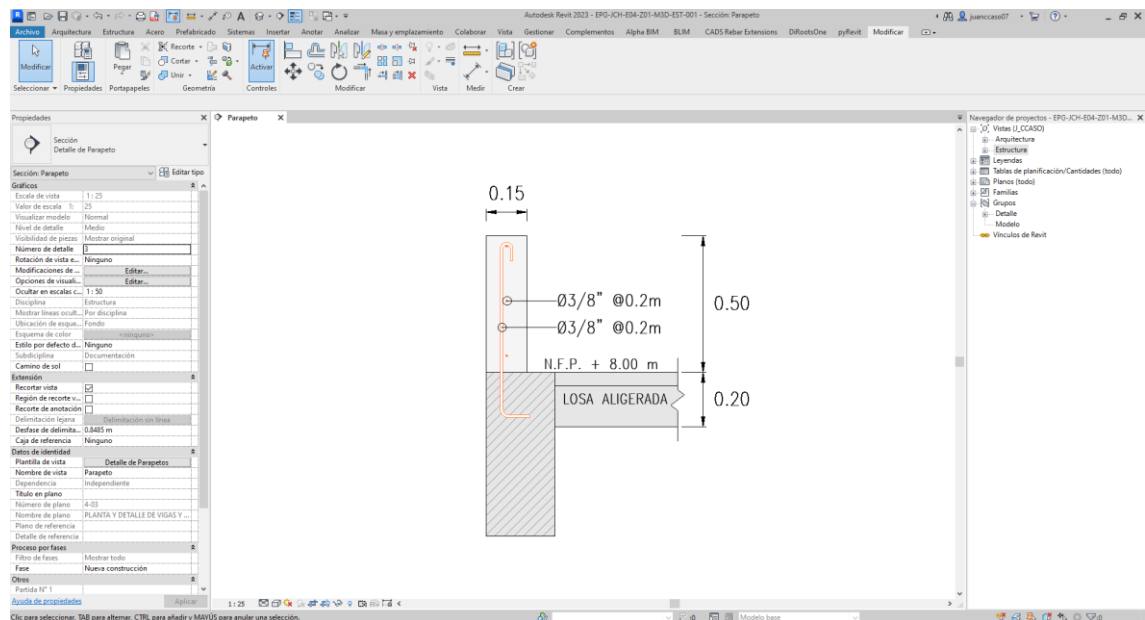 Autodesk Revit 2023 - EPG-JCH-E04-Z01-M3D-EST-001 - Sección: Parapeto
juenccaso07
Archivo Arquitectura Estructura Acero Prefabricado Sistemas Insertar Anotar Analizar Masa y emplazamiento Colaborar Vista Gestionar Complementos Alpha BIM BLIM CADS Rebar Extensions DiRootsOne pyRevit Modificar
Modificar
Pegar
Recorte
Cortar
Unir
Activar
Seleccionar Propiedades Portapapeles Geometría Controles Modificar Vista Medir Crear
Propiedades
Sección
Detalle de Parapeto
Sección: Parapeto
Editar tipo
Gráficos
Escala de vista 1 : 25
Valor de escala 1: 25
Visualizar modelo Normal
Nivel de detalle Medio
Visibilidad de piezas Mostrar original
Número de detalle 3
Rotación de vista e... Ninguno
Modificaciones de ... Editar...
Opciones de visuali... Editar...
Ocultar en escalas c... 1 : 50
Disciplina Estructura
Mostrar líneas ocult... Por disciplina
Ubicación de esque... Fondo
Esquema de color <ninguno>
Estilo por defecto d... Ninguno
Subdisciplina Documentación
Camino de sol
Extensión
Recortar vista
Región de recorte v...
Recorte de anotación
Delimitación lejana Delimitación sin línea
Desfase de delimita... 0.8485 m
Caja de referencia Ninguno
Datos de identidad
Plantilla de vista Detalle de Parapetos
Nombre de vista Parapeto
Dependencia Independiente
Título en plano
Número de plano 4-03
Nombre de plano PLANTA Y DETALLE DE VIGAS Y ...
Plano de referencia
Detalle de referencia
Proceso por fases
Filtro de fases Mostrar todo
Fase Nueva construcción
Otros
Partida N° 1
Ayuda de propiedades
Aplicar
Parapeto
0.15
Ø3/8" @0.2m
0.50
Ø3/8" @0.2m
N.F.P. + 8.00 m
LOSA ALIGERADA
0.20
1 : 25
Navegador de proyectos - EPG-JCH-E04-Z01-M3D...
Vistas (J_CCASO)
Arquitectura
Estructura
Leyendas
Tablas de planificación/Cantidades (todo)
Planos (todo)
Familias
Grupos
Detalle
Modelo
Vínculos de Revit
Clic para seleccionar, TAB para alternar, CTRL para añadir y MAYÚS para anular una selección.
:0
Modelo base
:0